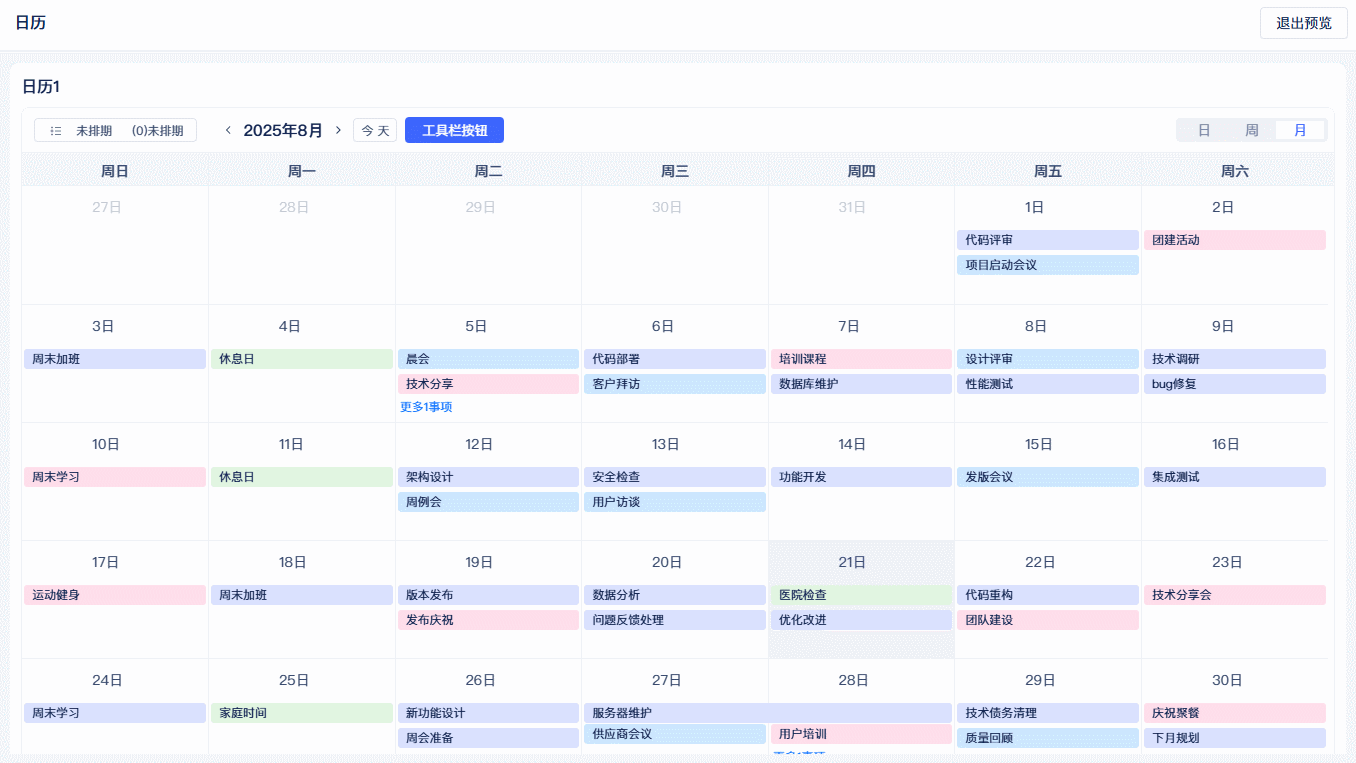 日历
退出预览
日历1
未排期 (0)未排期 2025年8月 今天 工具栏按钮 日 周 月
周日 周一 周二 周三 周四 周五 周六
27日 28日 29日 30日 31日 1日 2日
代码评审 团建活动
项目启动会议
3日 4日 5日 6日 7日 8日 9日
周末加班 休息日 晨会 代码部署 培训课程 设计评审 技术调研
技术分享 客户拜访 数据库维护 性能测试 bug修复
更多1事项
10日 11日 12日 13日 14日 15日 16日
周末学习 休息日 架构设计 安全检查 功能开发 发版会议 集成测试
周例会 用户访谈
17日 18日 19日 20日 21日 22日 23日
运动健身 周末加班 版本发布 数据分析 医院检查 代码重构 技术分享会
发布庆祝 问题反馈处理 优化改进 团队建设
24日 25日 26日 27日 28日 29日 30日
周末学习 家庭时间 新功能设计 服务器维护 技术债务清理 庆祝聚餐
周会准备 供应商会议 用户培训 质量回顾 下月规划